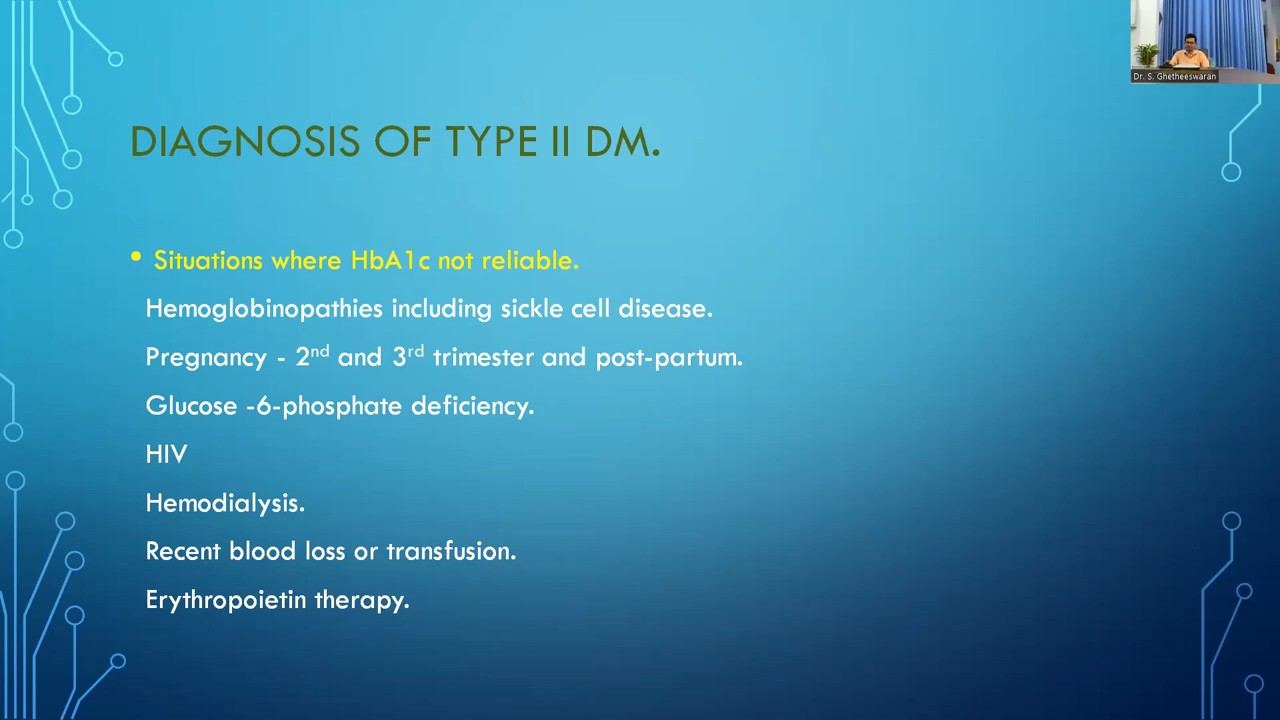 Dr. S. Ghetheeswaran
DIAGNOSIS OF TYPE II DM.
• Situations where HbA1c not reliable.
Hemoglobinopathies including sickle cell disease.
Pregnancy - 2nd and 3rd trimester and post-partum.
Glucose -6-phosphate deficiency.
HIV
Hemodialysis.
Recent blood loss or transfusion.
Erythropoietin therapy.